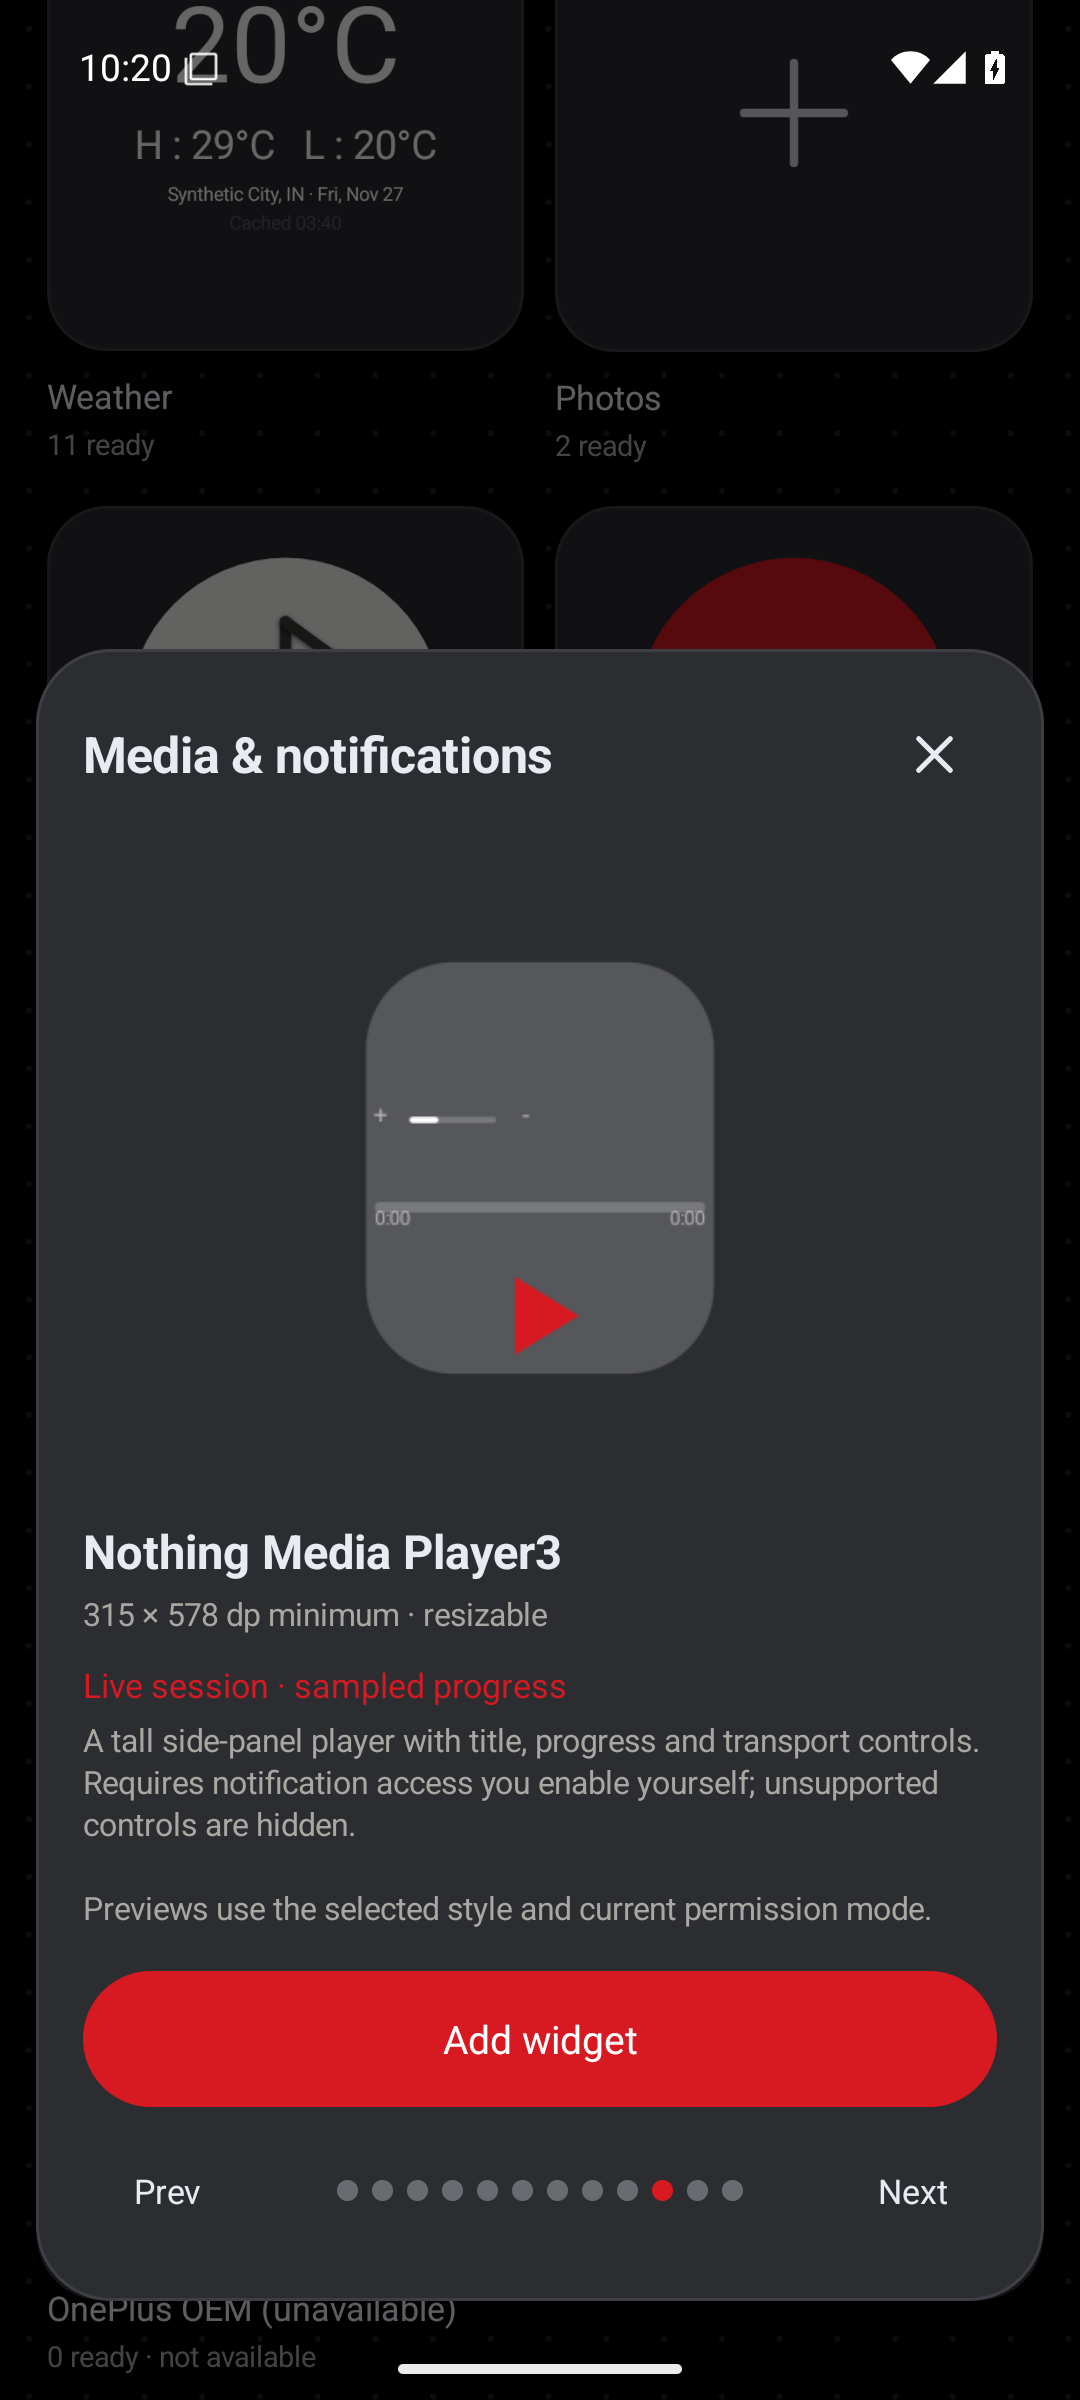 20°C
10:20
H : 29°C L : 20°C
Synthetic City, IN · Fri, Nov 27
Cached 03:40
Weather
11 ready
Photos
2 ready
Media & notifications
+ -
0:00 0:00
Nothing Media Player3
315 × 578 dp minimum · resizable
Live session · sampled progress
A tall side-panel player with title, progress and transport controls.
Requires notification access you enable yourself; unsupported
controls are hidden.
Previews use the selected style and current permission mode.
Add widget
Prev
Next
OnePlus OEM (unavailable)
0 ready · not available